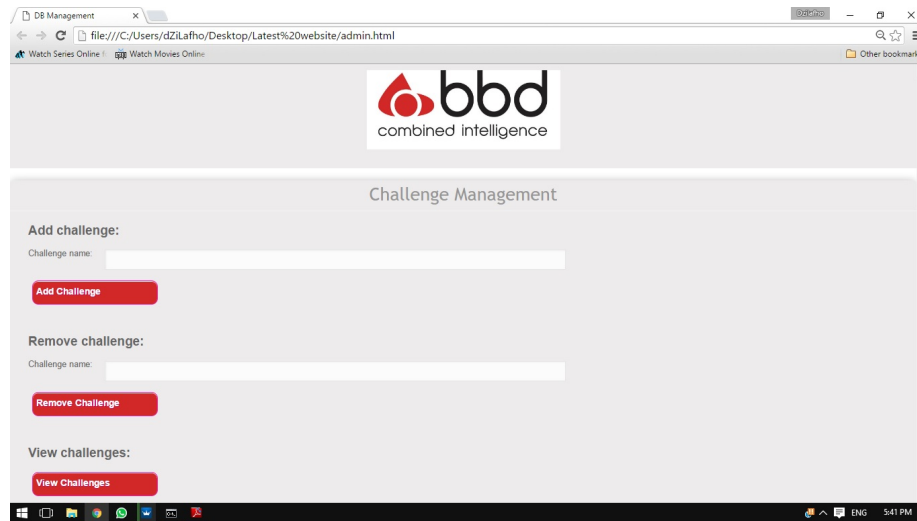 DB Management
Dzilafho
file:///C:/Users/dZiLafho/Desktop/Latest%20website/admin.html
Watch Series Online
Watch Movies Online
Other bookmark
bbd
combined intelligence
Challenge Management
Add challenge:
Challenge name:
Add Challenge
Remove challenge:
Challenge name:
Remove Challenge
View challenges:
View Challenges
ENG 5:41 PM